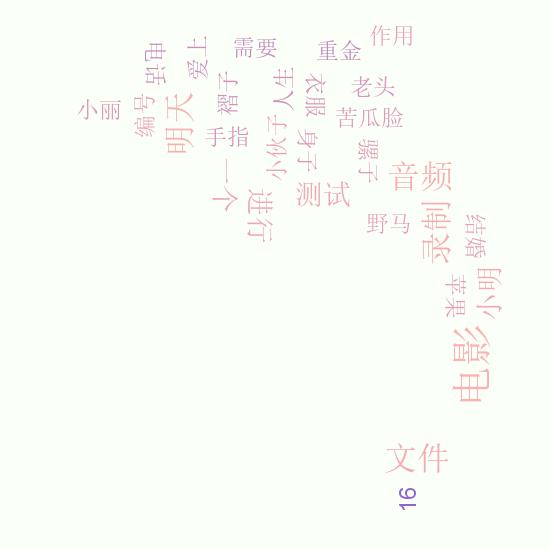 作用
需要
重金
电话
爱上
老头
褶子
人生
衣服
小丽
编号
明天
苦瓜脸
手指
小伙子
身子
骡子
音频
一个
进行
测试
野马
录制
结婚
苹果
小明
电影
文件
16